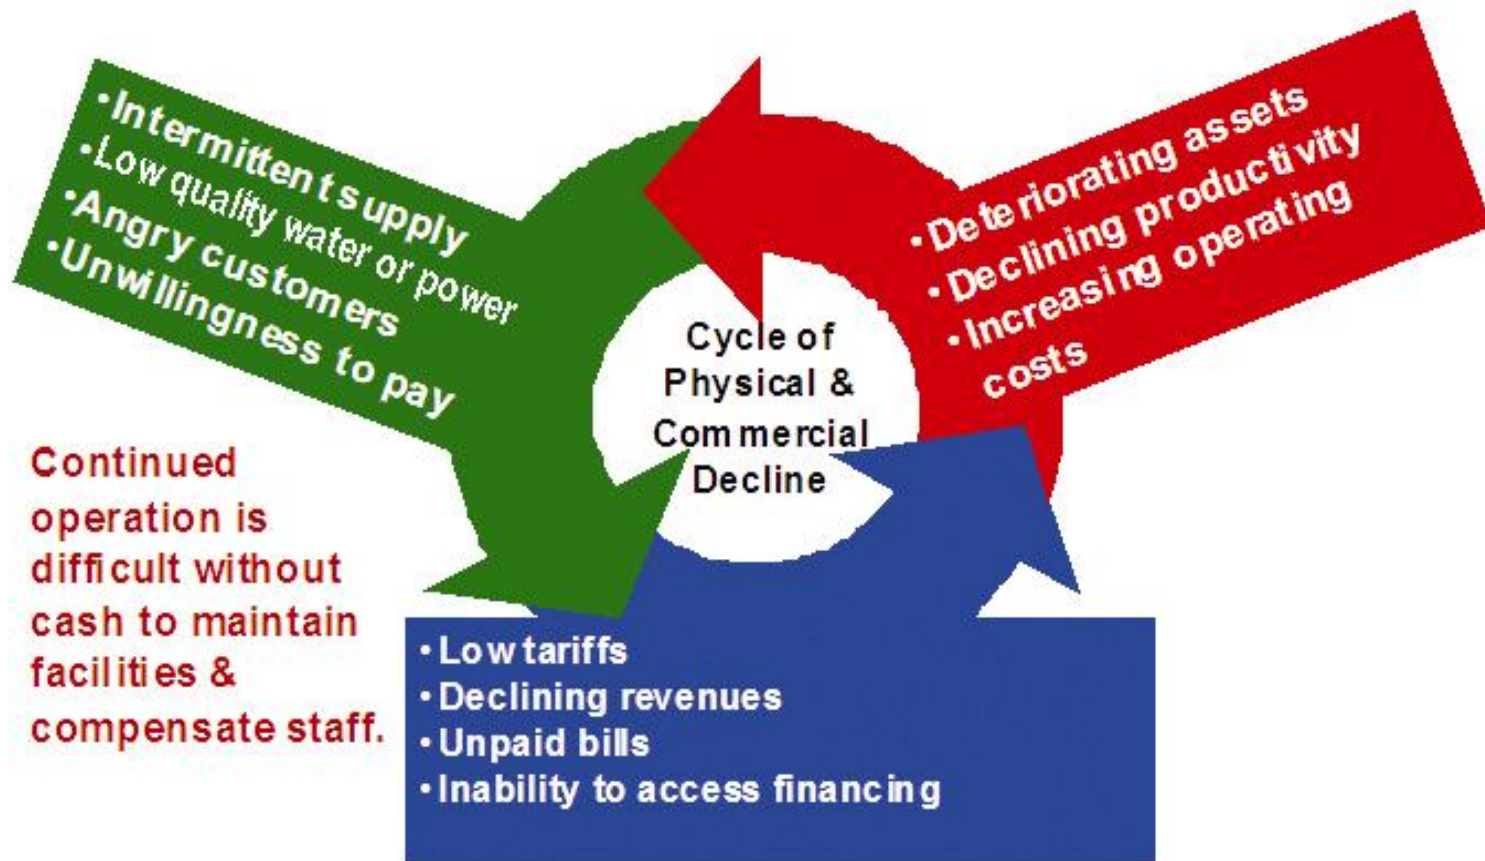 •Intermittent supply
•Low quality water or power
•Angry customers
•Unwillingness to pay
•Deteriorating assets
•Declining productivity
•Increasing operating
costs
Cycle of
Physical &
Commercial
Decline
Continued
operation is
difficult without
cash to maintain
facilities &
compensate staff.
•Low tariffs
•Declining revenues
•Unpaid bills
•Inability to access financing